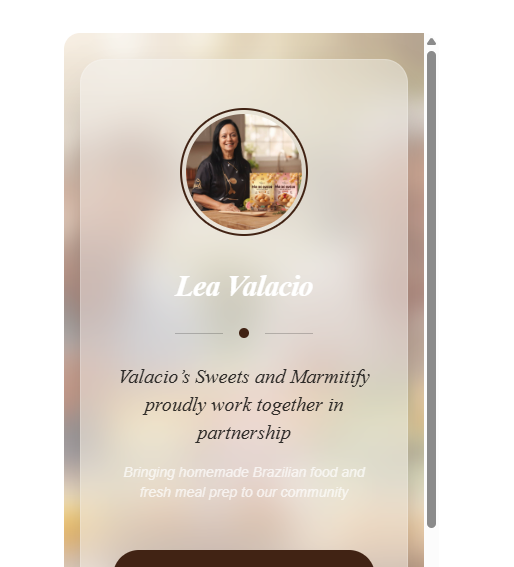 Lea Valacio
Valacio’s Sweets and Marmitify
proudly work together in
partnership
Bringing homemade Brazilian food and
fresh meal prep to our community